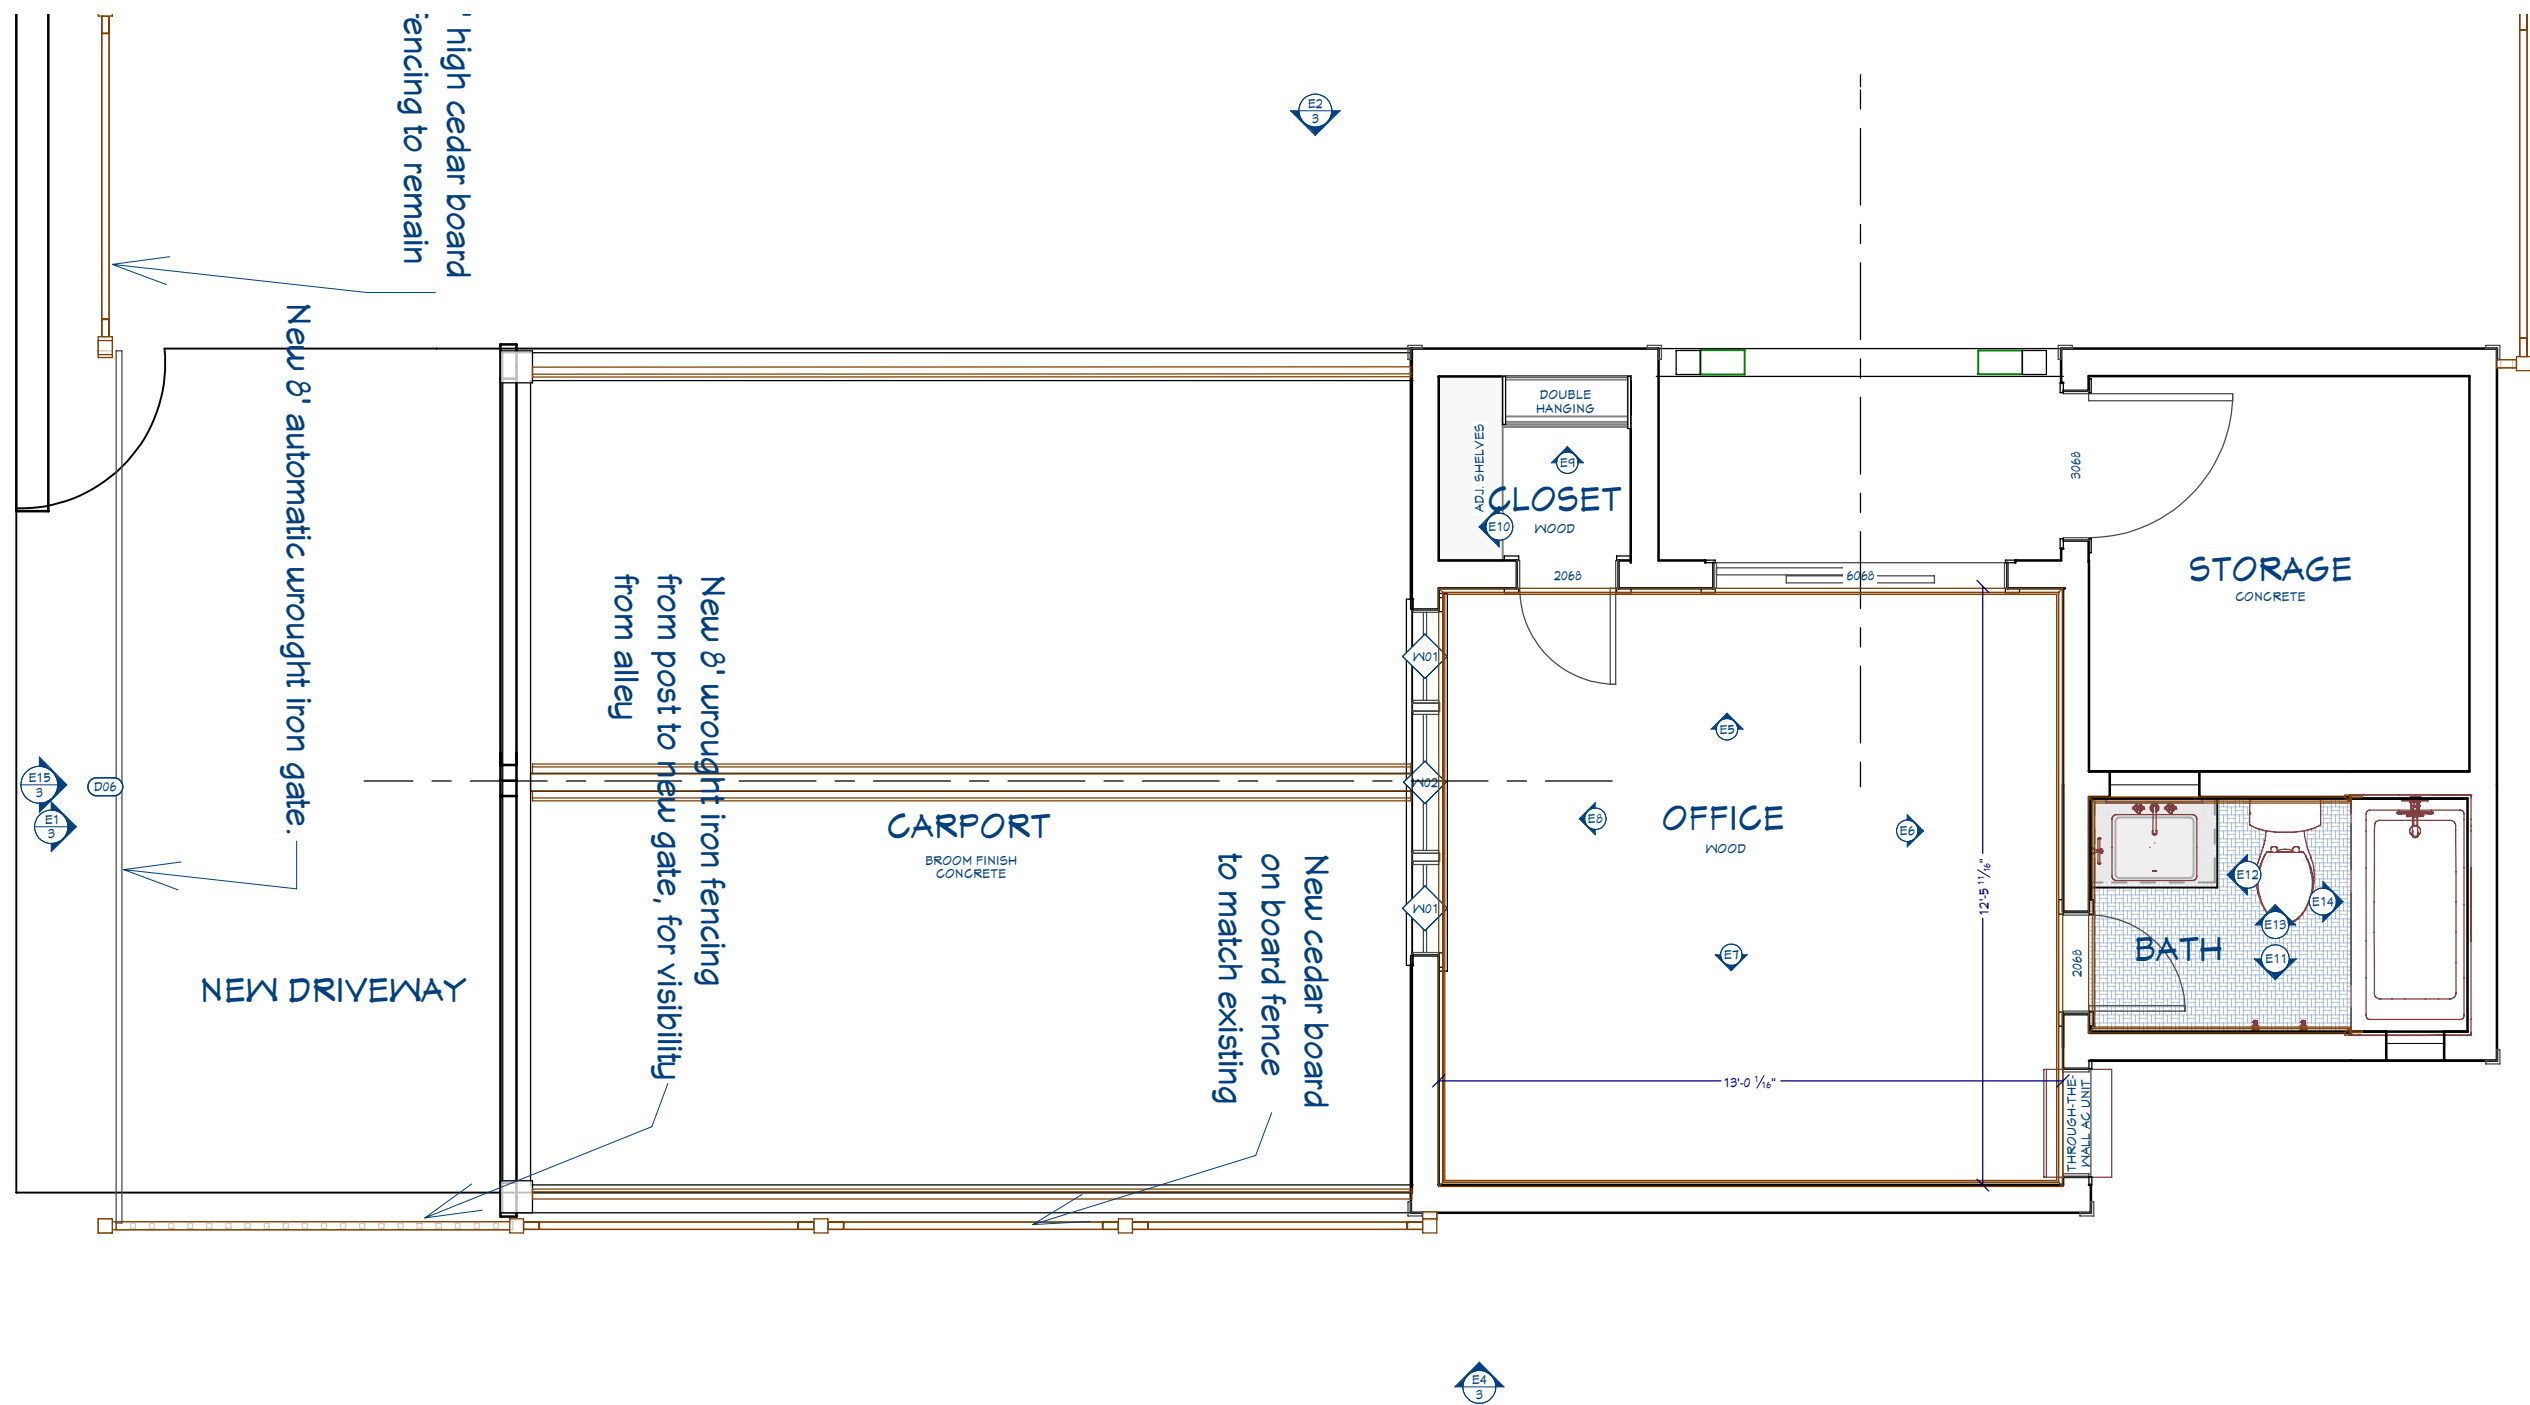 ' high cedar board
encing to remain
E2
3
New 8' automatic wrought iron gate.
DOUBLE
HANGING
ADJ. SHELVES
E9
CLOSET
WOOD
E10
2068
6068
3068
STORAGE
CONCRETE
New 8' wrought iron fencing
from post to new gate, for visibility
from alley
W01
W02
W01
E15
3
D06
E1
3
CARPORT
BROOM FINISH
CONCRETE
New cedar board
on board fence
to match existing
NEW DRIVEWAY
E5
E8
OFFICE
WOOD
E6
E7
12'-5 11/16"
13'-0 1/16"
E12
E14
E13
E11
BATH
2068
THROUGH-THE-
WALL AC UNIT
E4
3